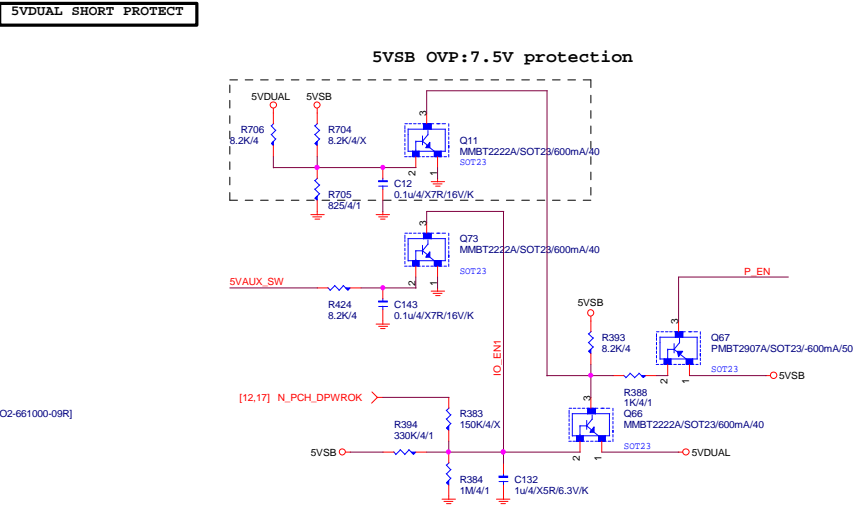 5VDUAL SHORT PROTECT
5VSB OVP:7.5V protection
5VDUAL
5VSB
R706
8.2K/4
R704
8.2K/4/X
3
Q11
MMBT2222A/SOT23/600mA/40
SOT23
2
1
R705
825/4/1
C12
0.1u/4/X7R/16V/K
3
Q73
MMBT2222A/SOT23/600mA/40
SOT23
2
1
5VAUX_SW
R424
8.2K/4
C143
0.1u/4/X7R/16V/K
P_EN
5VSB
R393
8.2K/4
3
Q67
PMBT2907A/SOT23/-600mA/50
SOT23
2
1
5VSB
IO_EN1
R388
1K/4/1
[12,17] N_PCH_DPWROK
R383
150K/4/X
3
Q66
MMBT2222A/SOT23/600mA/40
SOT23
2
1
5VDUAL
O2-661000-09R]
R394
330K/4/1
5VSB
R384
1M/4/1
C132
1u/4/X5R/6.3V/K